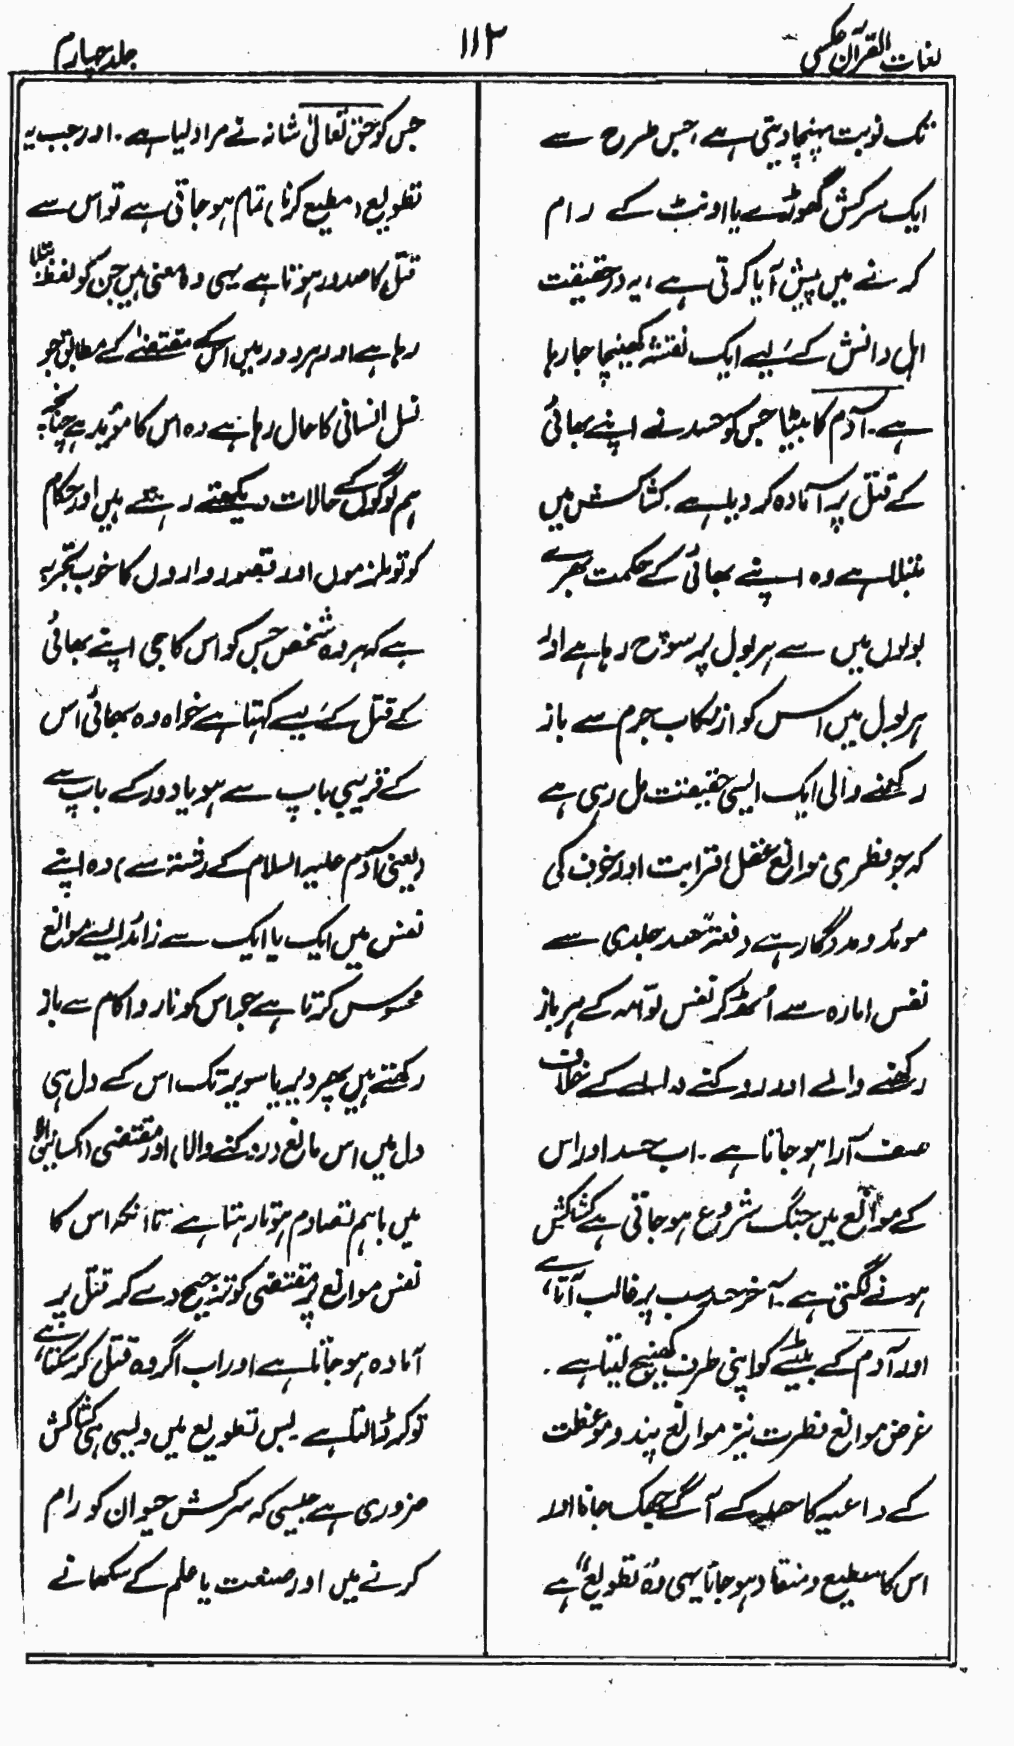 لغات القرآن عکسی
۱۱۲
جلد چہارم
تک نوبت پہنچا دیتی ہے، جس طرح سے
ایک سرکش گھوڑے یا اونٹ کے رام
کرنے میں پیش آیا کرتی ہے، یہ درحقیقت
اہل دانش کے لیے ایک نقشہ کھینچا جا رہا
ہے۔ آدم کا بیٹا جس کو حسد نے اپنے بھائی
کے قتل پر آمادہ کر دیا ہے۔ کشاکش میں
مبتلا ہے وہ اپنے بھائی کے حکمت بھرے
بولوں میں سے ہر بول پر سوچ رہا ہے اور
ہر بول میں اس کو ارتکاب جرم سے باز
رکھنے والی ایک ایسی حقیقت مل رہی ہے
کہ جو فطری موانع عقل قرابت اور خوف کی
موید و مددگار ہے دفعۃً حسد جلدی سے
نفس امارہ سے اُمڈ کر نفس لوّامہ کے ہر باز
رکھنے والے اور روکنے والے کے خلاف
صف آرا ہو جاتا ہے۔ اب حسد اور اس
کے موانع میں جنگ شروع ہو جاتی ہے کشاکش
ہونے لگتی ہے۔ آخر حسد سب پر غالب آتا ہے،
اور آدم کے بیٹے کو اپنی طرف کھینچ لیتا ہے۔
غرض موانع فطرت نیز موانع پند و موعظت
کے داعیہ کا حسد کے آگے جھک جانا اور
اس کا مطیع و منقاد ہو جانا یہی وہ "تطویع" ہے
جس کو حق تعالیٰ شانہ نے مراد لیا ہے۔ اور جب یہ
تطویع (مطیع کرنا) تمام ہو جاتی ہے تو اس سے
قتل کا صدور ہوتا ہے یہی وہ معنی ہیں جن کو لفظ بتلا
رہا ہے اور ہر دور میں اس کے مقتضیٰ کے مطابق جو
نسل انسانی کا حال رہا ہے وہ اس کا مؤید ہے چنانچہ
ہم لوگوں کے حالات دیکھتے رہتے ہیں اور حکام
کو تو ملزموں اور قصور واروں کا خوب تجربہ
ہے کہ ہر وہ شخص جس کو اس کا جی اپنے بھائی
کے قتل کے لیے کہتا ہے خواہ وہ بھائی اس
کے قریبی باپ سے ہو یا دور کے باپ سے
(یعنی آدم علیہ السلام کے رشتہ سے) وہ اپنے
نفس میں ایک یا ایک سے زائد ایسے موانع
محسوس کرتا ہے جو اس کو ناروا کام سے باز
رکھتے ہیں پھر دیر یا سویر تک اس کے دل ہی
دل میں اس مانع (روکنے والا) اور مقتضی (اکسانے والا)
میں باہم تصادم ہوتا رہتا ہے تاآنکہ اس کا
نفس موانع پر مقتضی کو ترجیح دے کر قتل پر
آمادہ ہو جاتا ہے اور اب اگر وہ قتل کر سکتا ہے،
تو کر ڈالتا ہے پس تطویع میں ویسی ہی کشاکش
ضروری ہے جیسی کہ سرکش حیوان کو رام
کرنے میں اور صنعت یا علم کے سکھانے